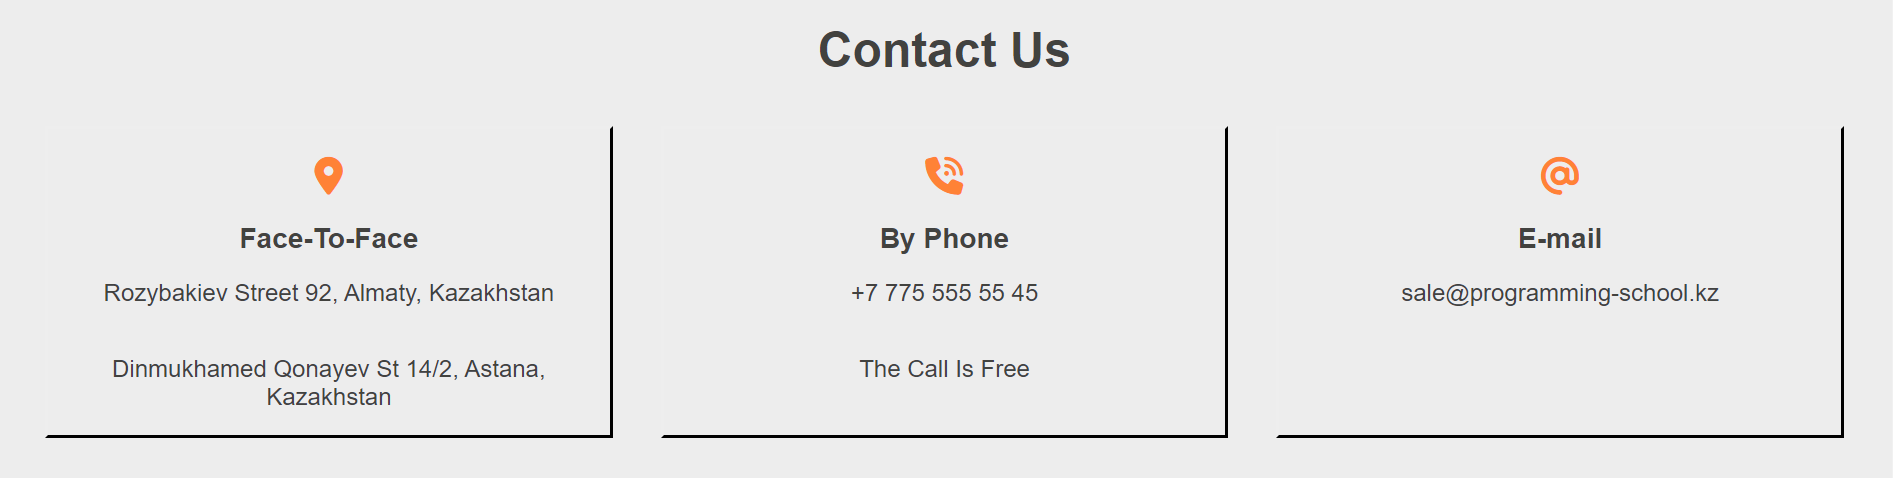 Contact Us
Face-To-Face
Rozybakiev Street 92, Almaty, Kazakhstan
Dinmukhamed Qonayev St 14/2, Astana,
Kazakhstan
By Phone
+7 775 555 55 45
The Call Is Free
E-mail
sale@programming-school.kz